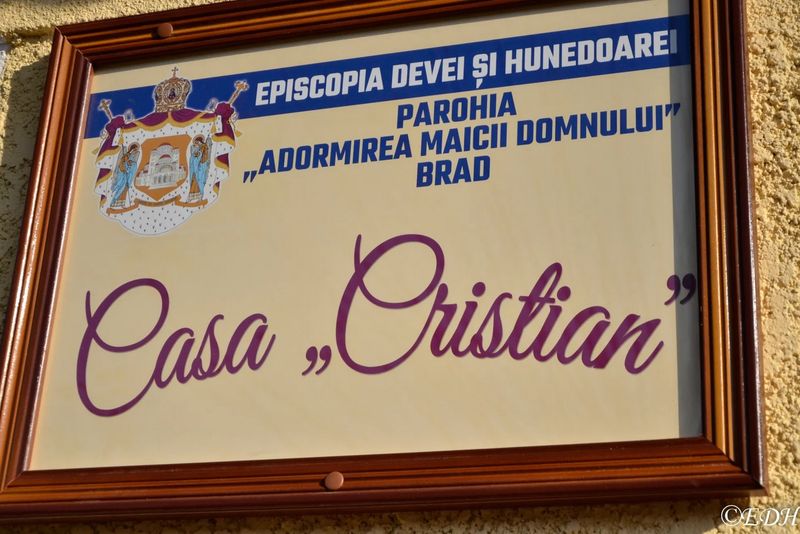 EPISCOPIA DEVEI ȘI HUNEDOAREI
PAROHIA
„ADORMIREA MAICII DOMNULUI”
BRAD
Casa „Cristian”
©EDH